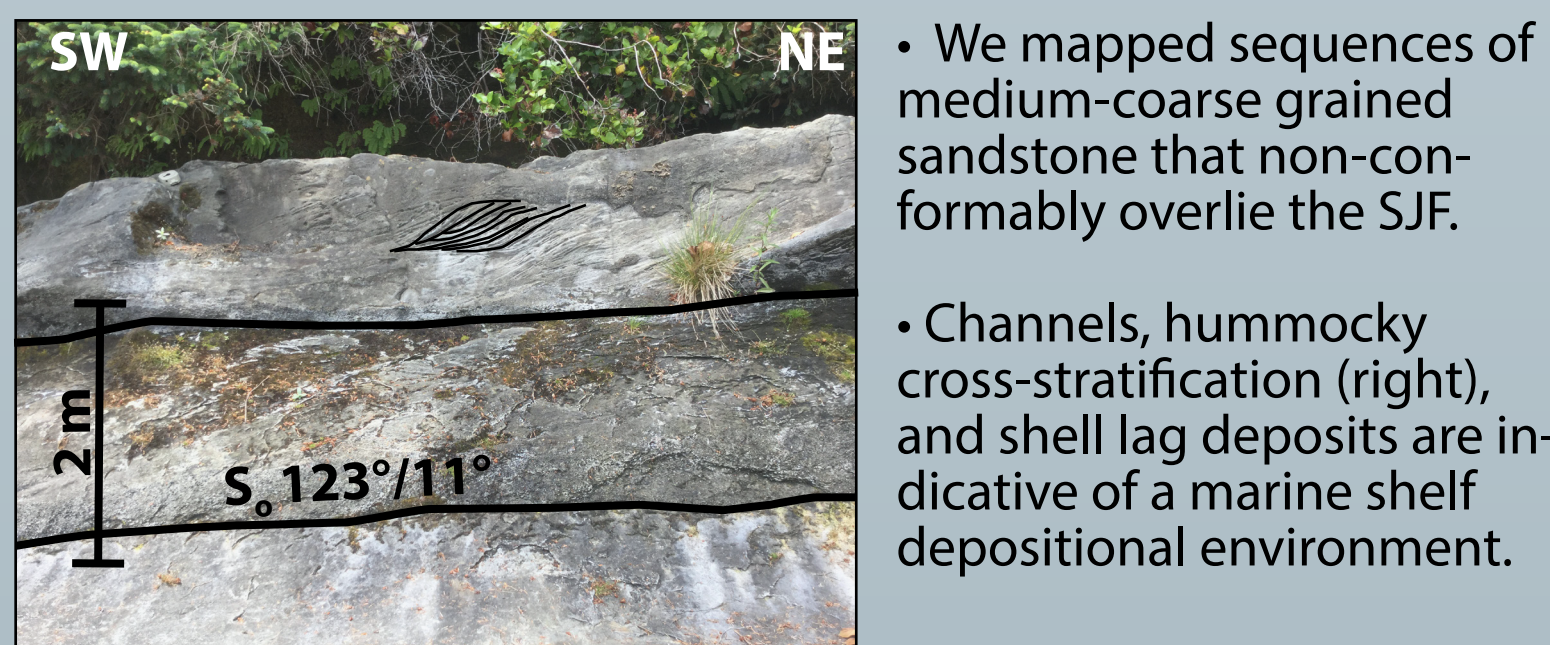 SW
NE
2 m
So 123°/11°
• We mapped sequences of
medium-coarse grained
sandstone that non-con-
formably overlie the SJF.
• Channels, hummocky
cross-stratification (right),
and shell lag deposits are in-
dicative of a marine shelf
depositional environment.